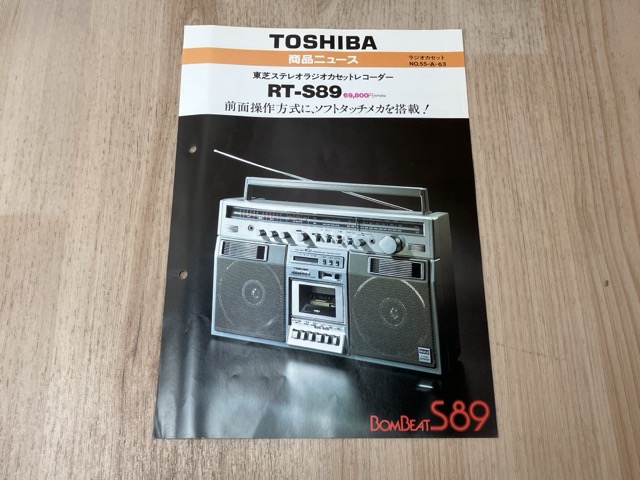 TOSHIBA
商品ニュース
ラジオカセット
NO.55-A-63
東芝ステレオラジオカセットレコーダー
RT-S89 69,800円
前面操作方式に、ソフトタッチメカを搭載!
TOSHIBA
BOMBEAT S89